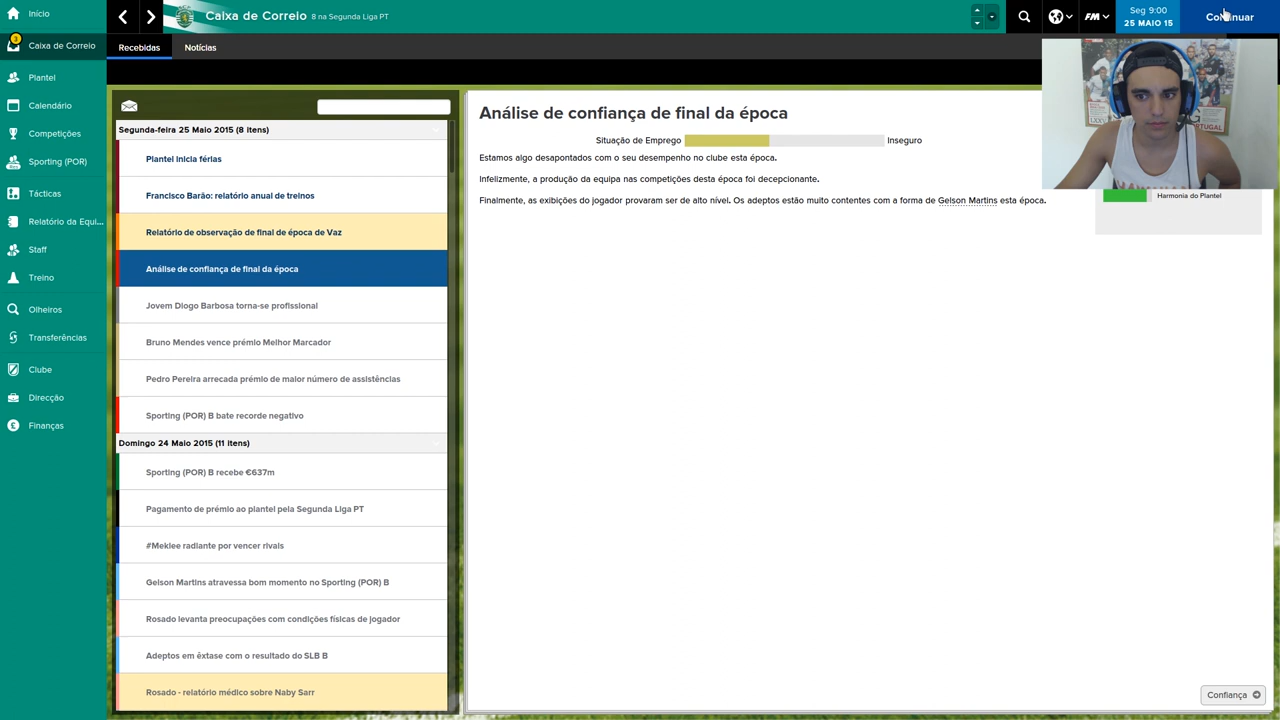 Início
Caixa de Correio
3
Plantel
Calendário
Competições
Sporting (POR)
Tácticas
Relatório da Equi...
Staff
Treino
Olheiros
Transferências
Clube
Direcção
Finanças
Caixa de Correio
8 na Segunda Liga PT
FM
Seg 9:00
25 MAIO 15
Continuar
Recebidas
Notícias
Segunda-feira 25 Maio 2015 (8 itens)
Plantel inicia férias
Francisco Barão: relatório anual de treinos
Relatório de observação de final de época de Vaz
Análise de confiança de final da época
Jovem Diogo Barbosa torna-se profissional
Bruno Mendes vence prémio Melhor Marcador
Pedro Pereira arrecada prémio de maior número de assistências
Sporting (POR) B bate recorde negativo
Domingo 24 Maio 2015 (11 itens)
Sporting (POR) B recebe €637m
Pagamento de prémio ao plantel pela Segunda Liga PT
#Meklee radiante por vencer rivais
Gelson Martins atravessa bom momento no Sporting (POR) B
Rosado levanta preocupações com condições físicas de jogador
Adeptos em êxtase com o resultado do SLB B
Rosado - relatório médico sobre Naby Sarr
Análise de confiança de final da época
Situação de Emprego
Inseguro
Estamos algo desapontados com o seu desempenho no clube esta época.
Infelizmente, a produção da equipa nas competições desta época foi decepcionante.
Finalmente, as exibições do jogador provaram ser de alto nível. Os adeptos estão muito contentes com a forma de Gelson Martins esta época.
Harmonia do Plantel
Confiança
PORTUGAL